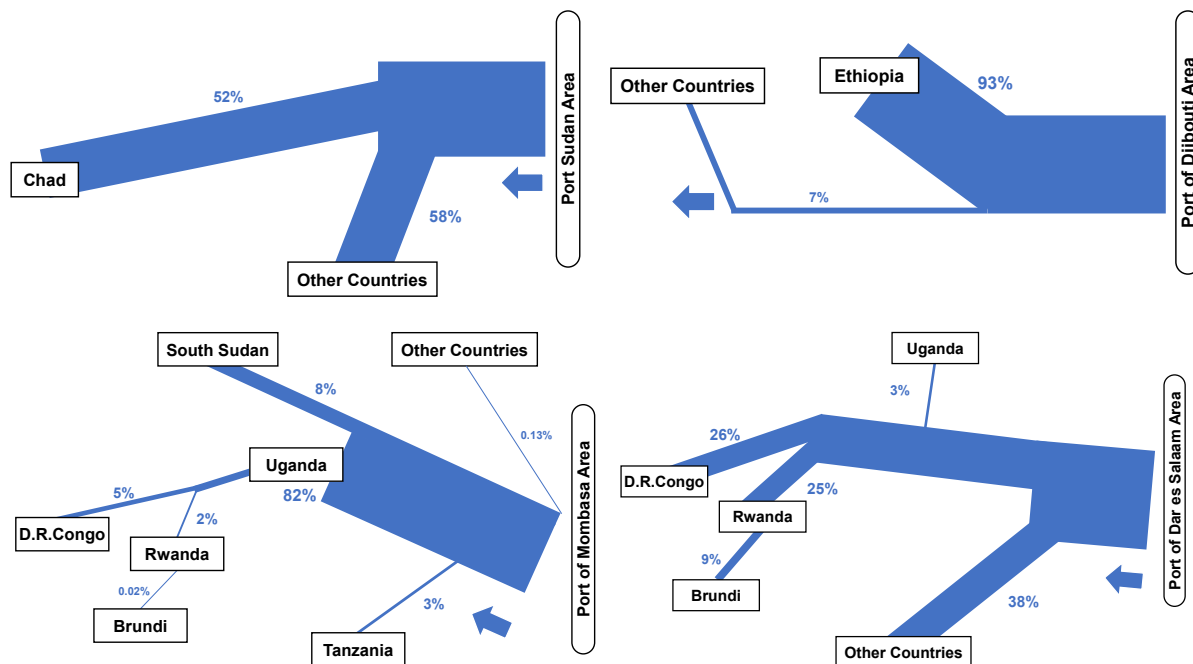 52%
Chad
58%
Other Countries
Port Sudan Area
Other Countries
Ethiopia
93%
7%
Port of Djibouti Area
South Sudan
Other Countries
8%
0.13%
Uganda
82%
5%
D.R.Congo
2%
Rwanda
0.02%
Brundi
3%
Tanzania
Port of Mombasa Area
Uganda
3%
26%
D.R.Congo
25%
Rwanda
9%
Brundi
38%
Other Countries
Port of Dar es Salaam Area